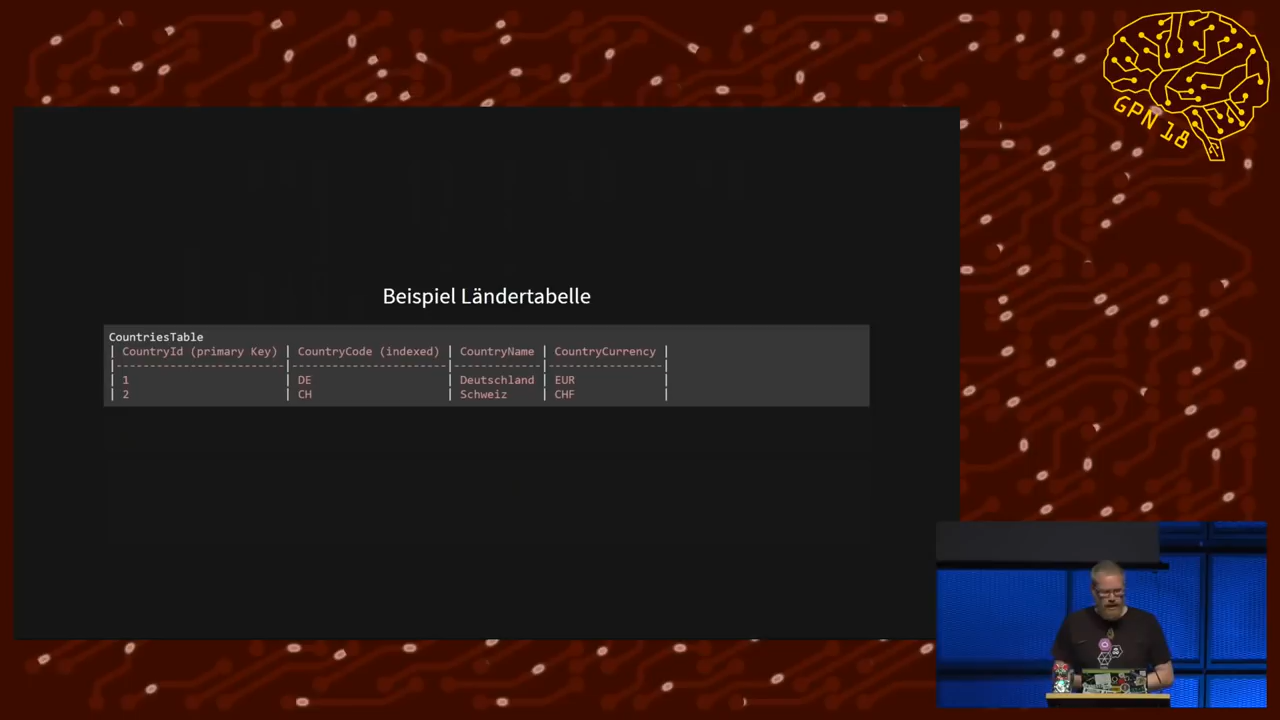 GPN 18
Beispiel Ländertabelle
CountriesTable
| CountryId (primary Key) | CountryCode (indexed) | CountryName | CountryCurrency |
|-------------------------|-----------------------|-------------|-----------------|
| 1 | DE | Deutschland | EUR |
| 2 | CH | Schweiz | CHF |